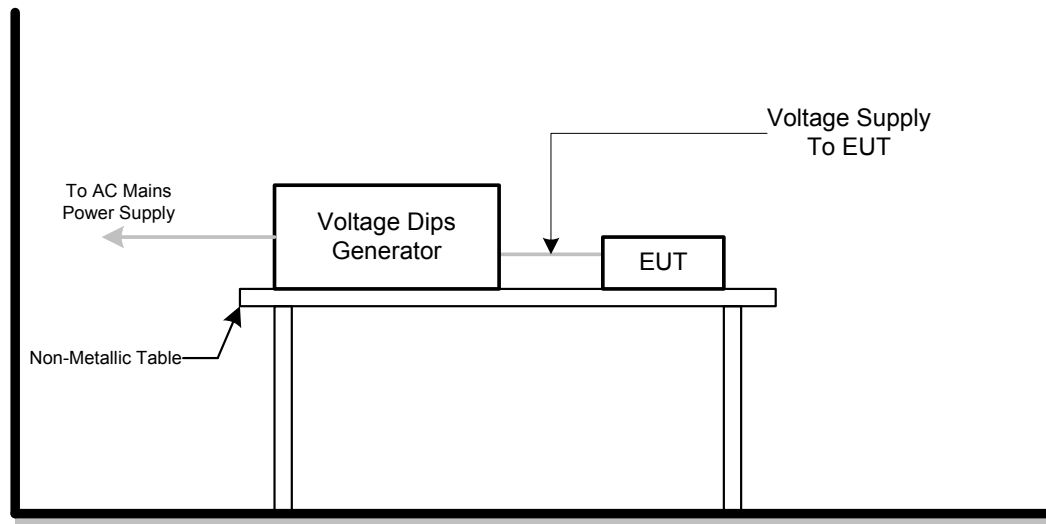 Voltage Supply
To EUT
To AC Mains
Power Supply
Voltage Dips
Generator
EUT
Non-Metallic Table